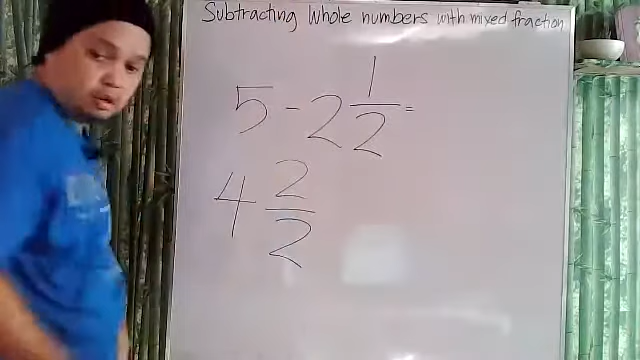 Subtracting Whole numbers with mixed fraction
5 - 2 1/2 =
4 2/2